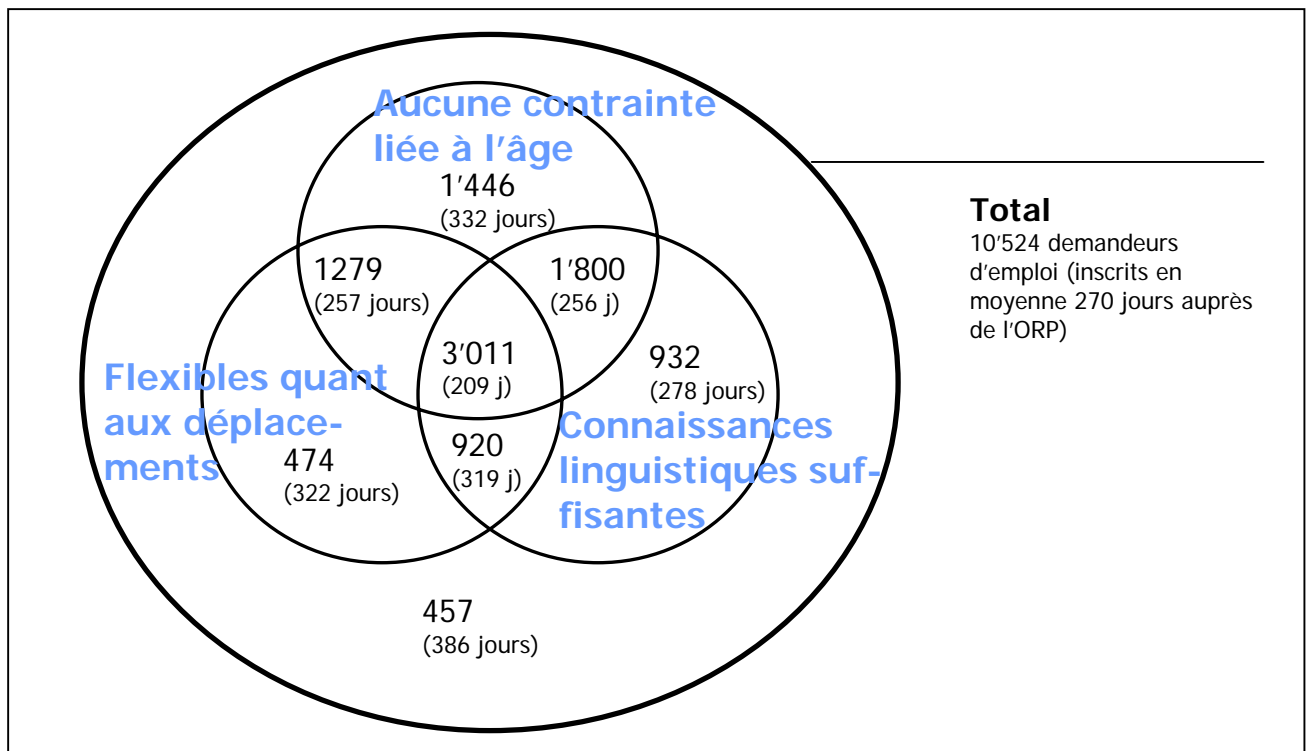 Aucune contrainte
liée à l'âge
1'446
(332 jours)
Total
10'524 demandeurs
d'emploi (inscrits en
moyenne 270 jours auprès
de l'ORP)
1279
(257 jours)
1'800
(256 j)
3'011
(209 j)
932
(278 jours)
Flexibles quant
aux déplace-
ments
474
(322 jours)
920
(319 j)
Connaissances
linguistiques suf-
fisantes
457
(386 jours)